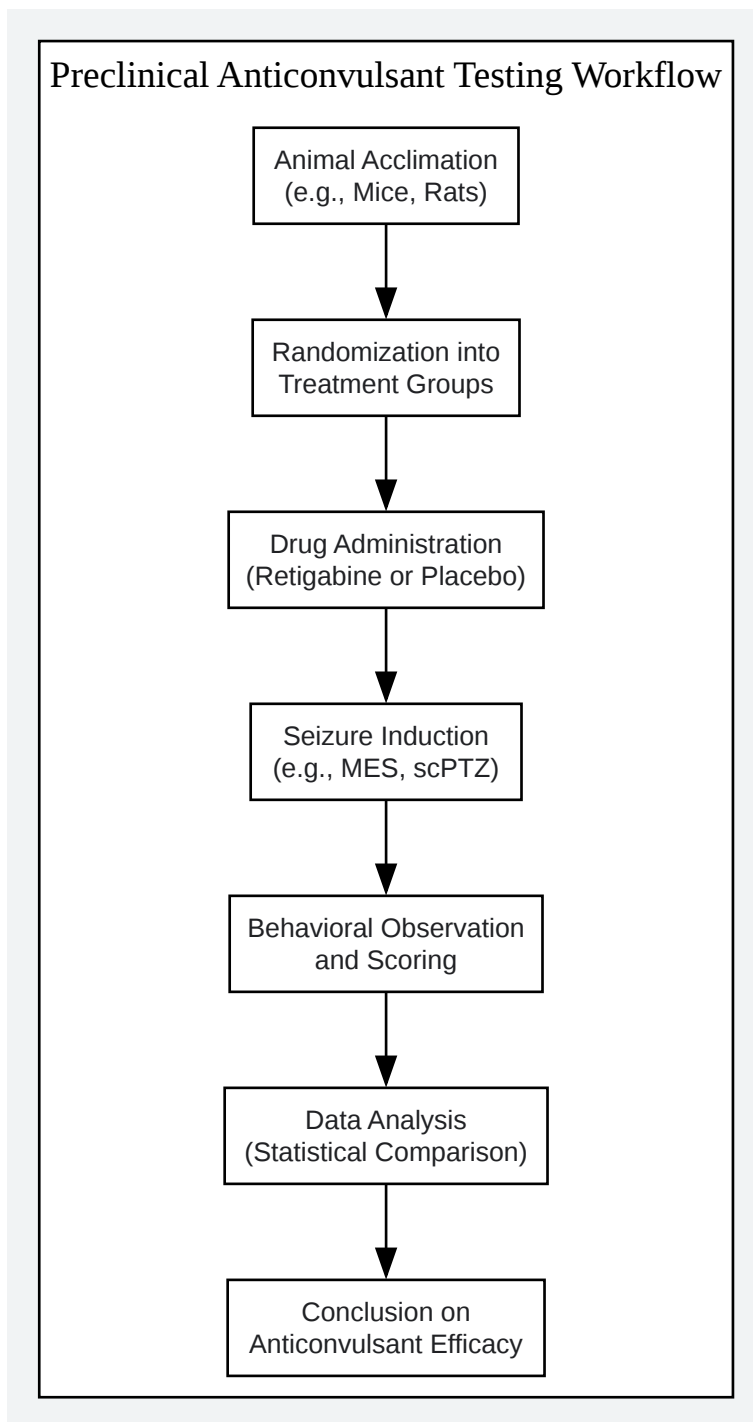 Preclinical Anticonvulsant Testing Workflow
Animal Acclimation
(e.g., Mice, Rats)
Randomization into
Treatment Groups
Drug Administration
(Retigabine or Placebo)
Seizure Induction
(e.g., MES, scPTZ)
Behavioral Observation
and Scoring
Data Analysis
(Statistical Comparison)
Conclusion on
Anticonvulsant Efficacy